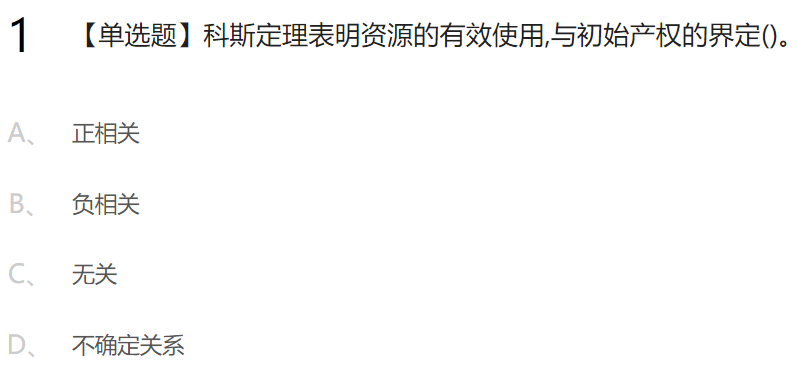 1 【单选题】科斯定理表明资源的有效使用,与初始产权的界定()。
A、 正相关
B、 负相关
C、 无关
D、 不确定关系